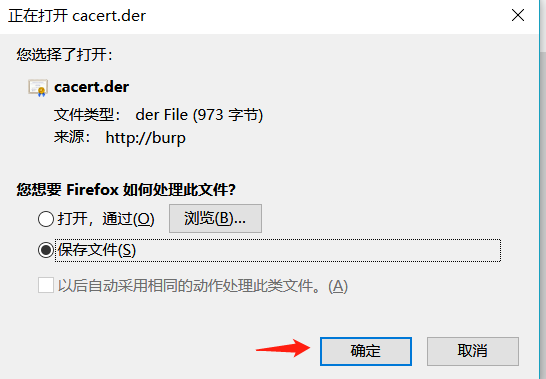 正在打开 cacert.der
您选择了打开：
cacert.der
文件类型： der File (973 字节)
来源： http://burp
您想要 Firefox 如何处理此文件？
打开，通过(O) 浏览(B)...
保存文件(S)
以后自动采用相同的动作处理此类文件。(A)
确定 取消